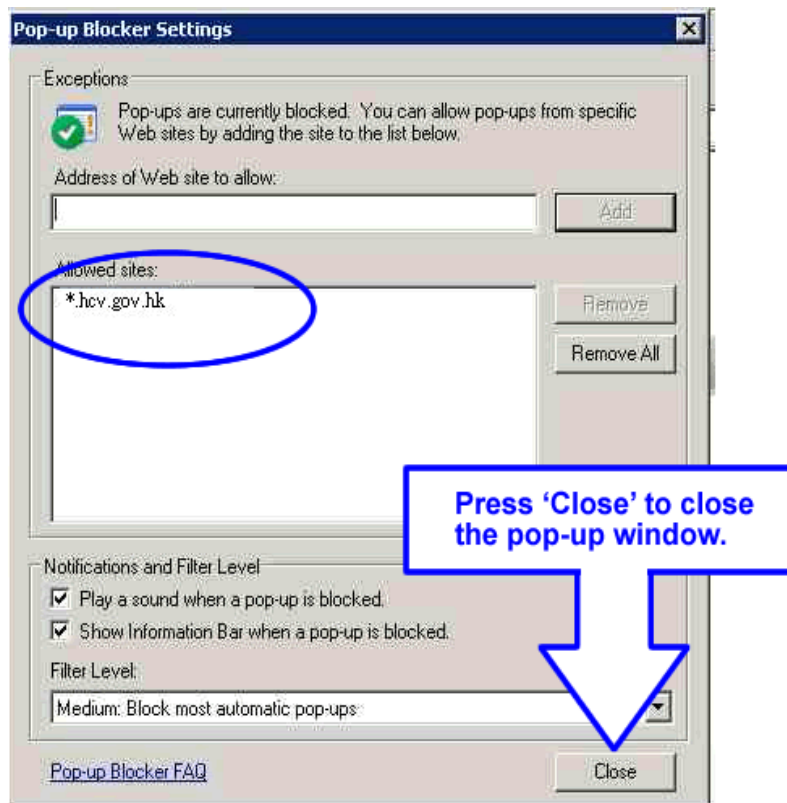 Pop-up Blocker Settings
Exceptions
Pop-ups are currently blocked. You can allow pop-ups from specific
Web sites by adding the site to the list below.
Address of Web site to allow:
Add
Allowed sites:
*.hcv.gov.hk
Remove
Remove All
Press ‘Close’ to close
the pop-up window.
Notifications and Filter Level
Play a sound when a pop-up is blocked.
Show Information Bar when a pop-up is blocked.
Filter Level:
Medium: Block most automatic pop-ups
Pop-up Blocker FAQ
Close